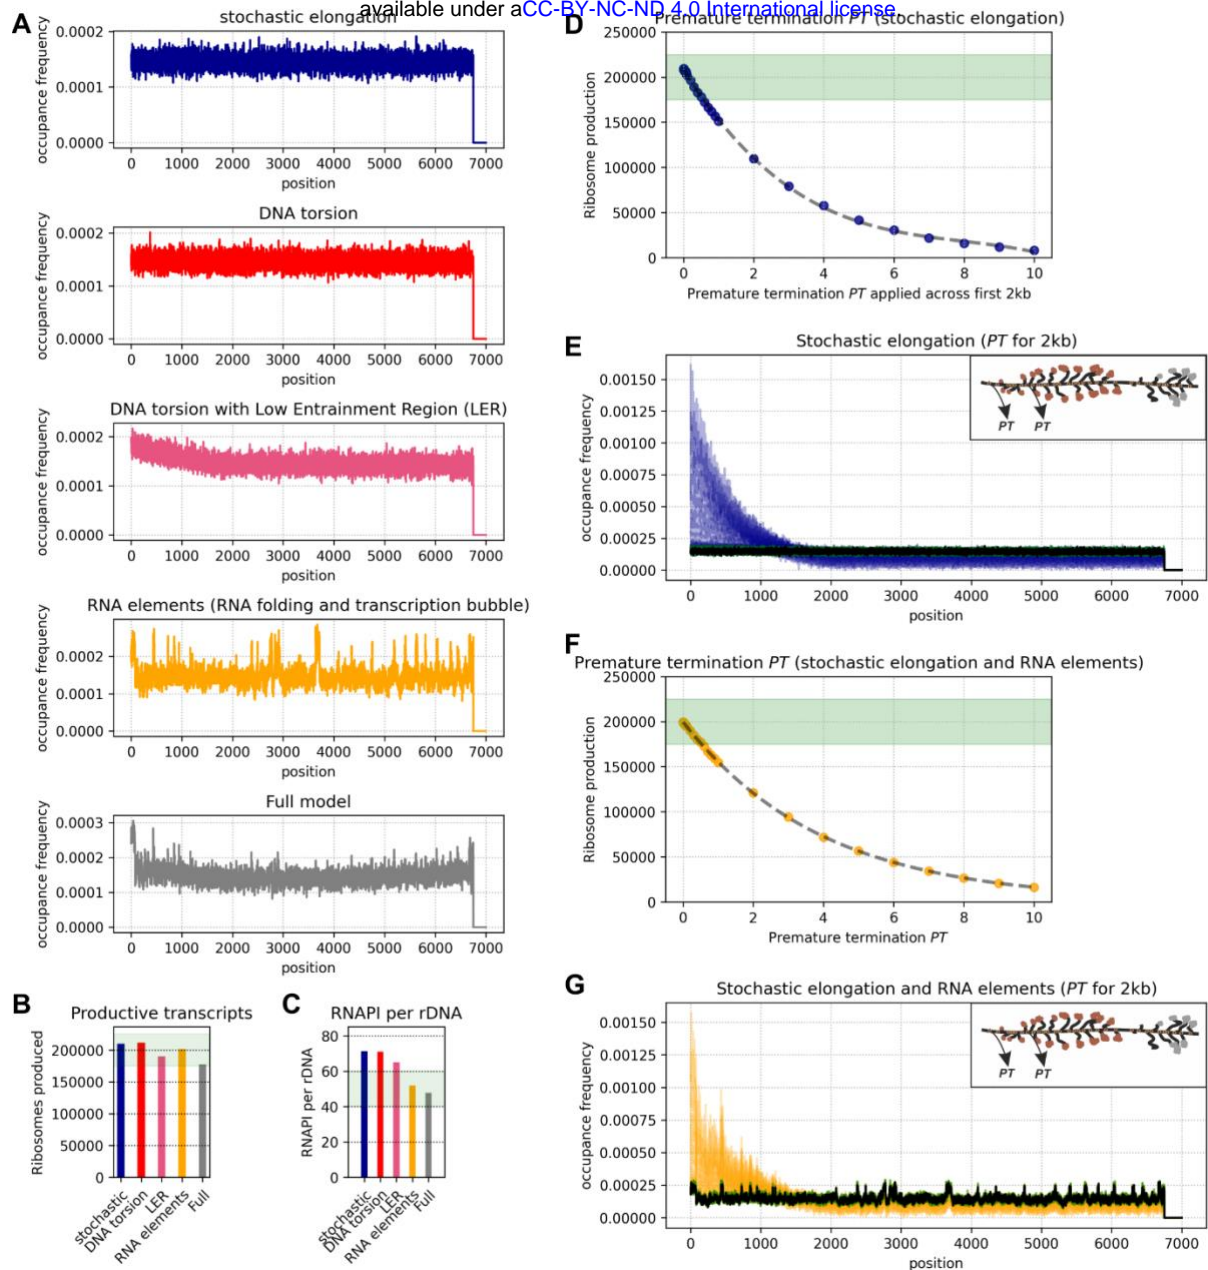 available under aCC-BY-NC-ND 4.0 International license.
A
stochastic elongation
occupance frequency
0.0002
0.0001
0.0000
0 1000 2000 3000 4000 5000 6000 7000
position
DNA torsion
occupance frequency
0.0002
0.0001
0.0000
0 1000 2000 3000 4000 5000 6000 7000
position
DNA torsion with Low Entrainment Region (LER)
occupance frequency
0.0002
0.0001
0.0000
0 1000 2000 3000 4000 5000 6000 7000
position
RNA elements (RNA folding and transcription bubble)
occupance frequency
0.0002
0.0001
0.0000
0 1000 2000 3000 4000 5000 6000 7000
position
Full model
occupance frequency
0.0003
0.0002
0.0001
0.0000
0 1000 2000 3000 4000 5000 6000 7000
position
B
Productive transcripts
Ribosomes produced
200000
150000
100000
50000
0
stochastic
DNA torsion
LER
RNA elements
Full
C
RNAPI per rDNA
RNAPI per rDNA
80
60
40
20
0
stochastic
DNA torsion
LER
RNA elements
Full
D
Premature termination PT (stochastic elongation)
Ribosome production
250000
200000
150000
100000
50000
0
0 2 4 6 8 10
Premature termination PT applied across first 2kb
E
Stochastic elongation (PT for 2kb)
occupance frequency
0.00150
0.00125
0.00100
0.00075
0.00050
0.00025
0.00000
PT PT
0 1000 2000 3000 4000 5000 6000 7000
position
F
Premature termination PT (stochastic elongation and RNA elements)
Ribosome production
250000
200000
150000
100000
50000
0
0 2 4 6 8 10
Premature termination PT
G
Stochastic elongation and RNA elements (PT for 2kb)
occupance frequency
0.00150
0.00125
0.00100
0.00075
0.00050
0.00025
0.00000
PT PT
0 1000 2000 3000 4000 5000 6000 7000
position